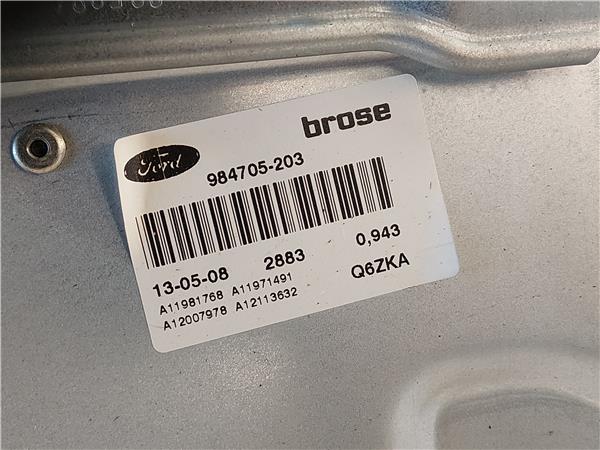 brose
Ford
984705-203
13-05-08 2883 0,943
A11981768 A11971491 Q6ZKA
A12007978 A12113632